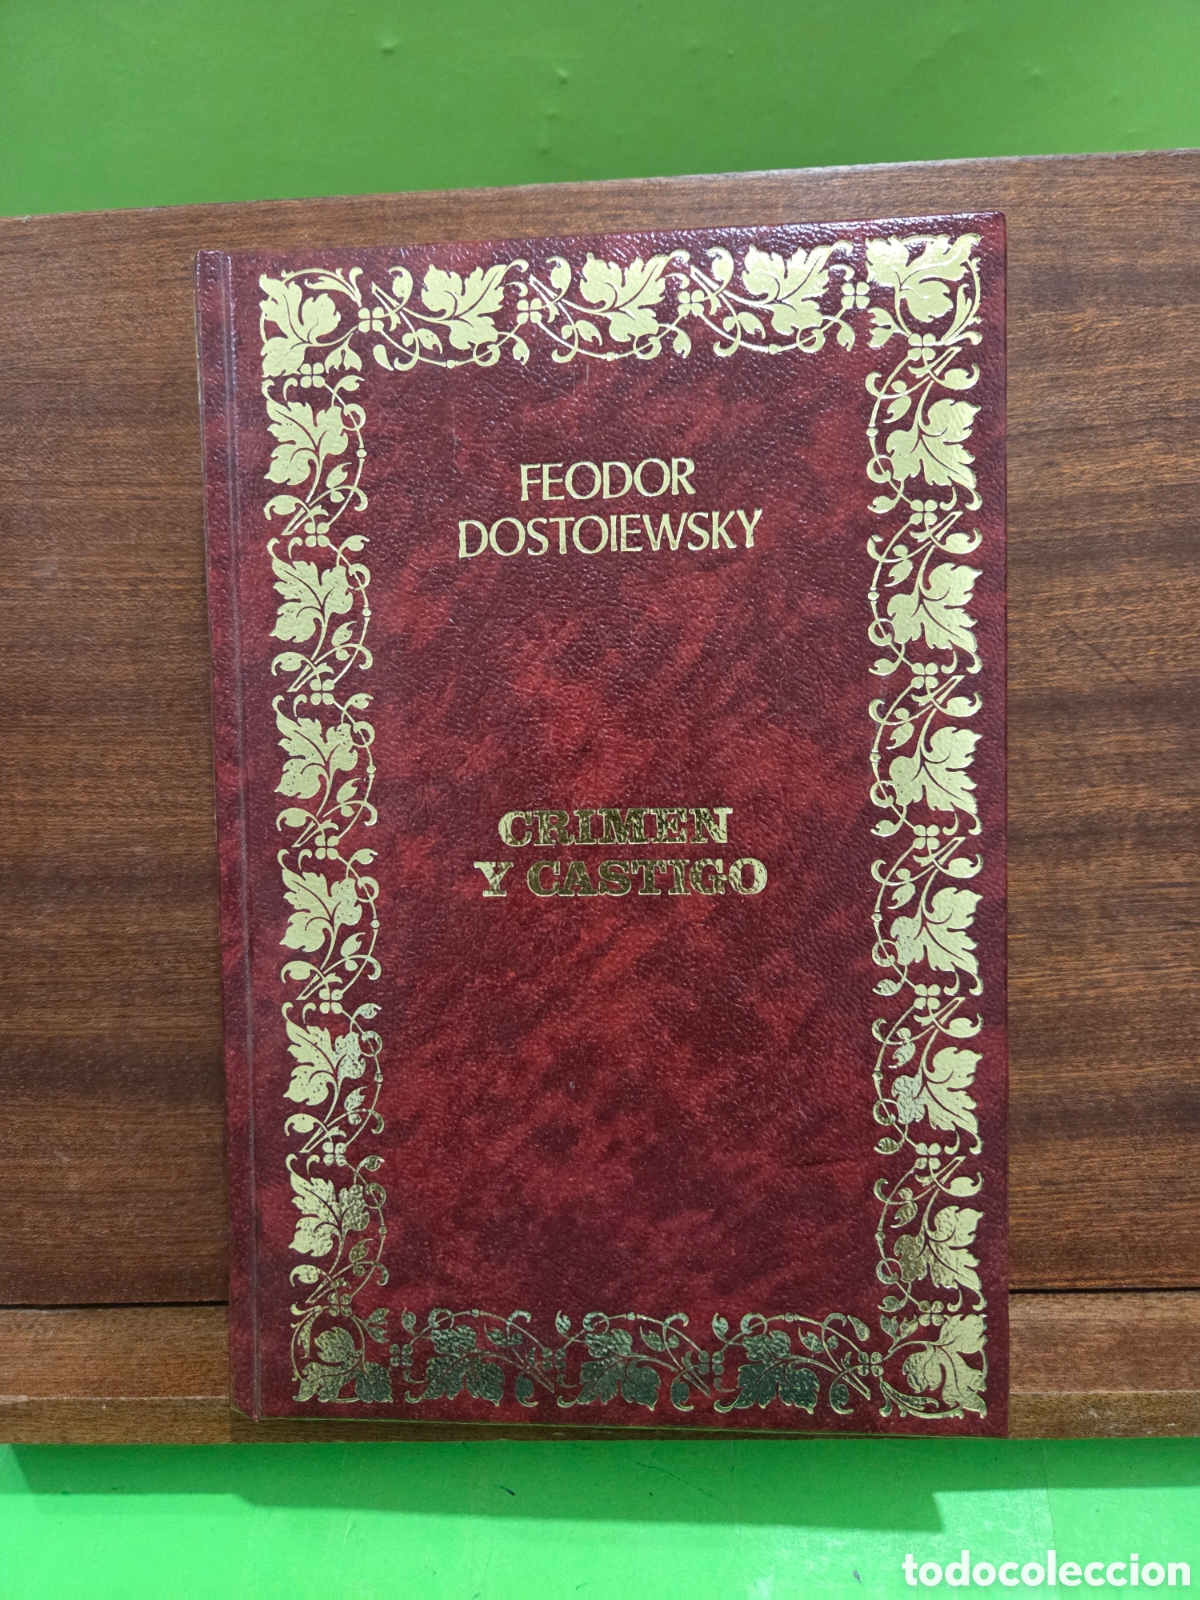 FEODOR
DOSTOIEWSKY
CRIMEN
Y CASTIGO
todocoleccion